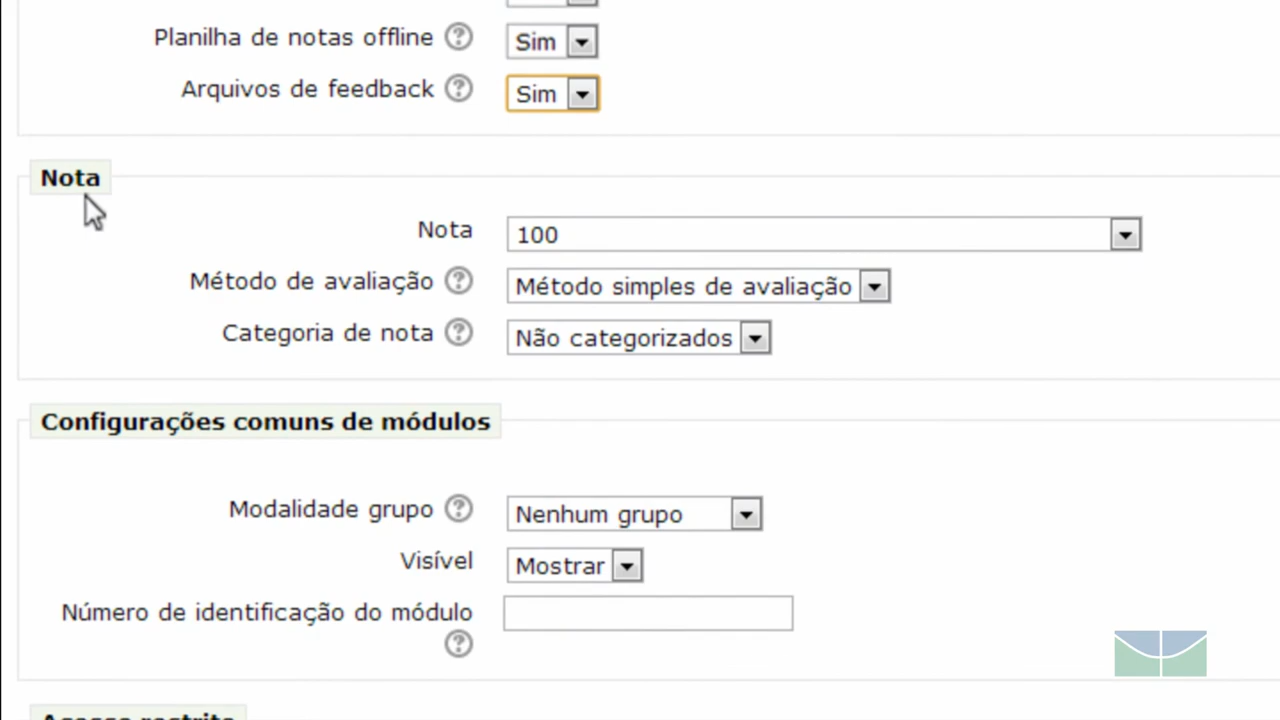 Planilha de notas offline ? Sim
Arquivos de feedback ? Sim
Nota
Nota 100
Método de avaliação ? Método simples de avaliação
Categoria de nota ? Não categorizados
Configurações comuns de módulos
Modalidade grupo ? Nenhum grupo
Visível Mostrar
Número de identificação do módulo
?
Acesso restrito